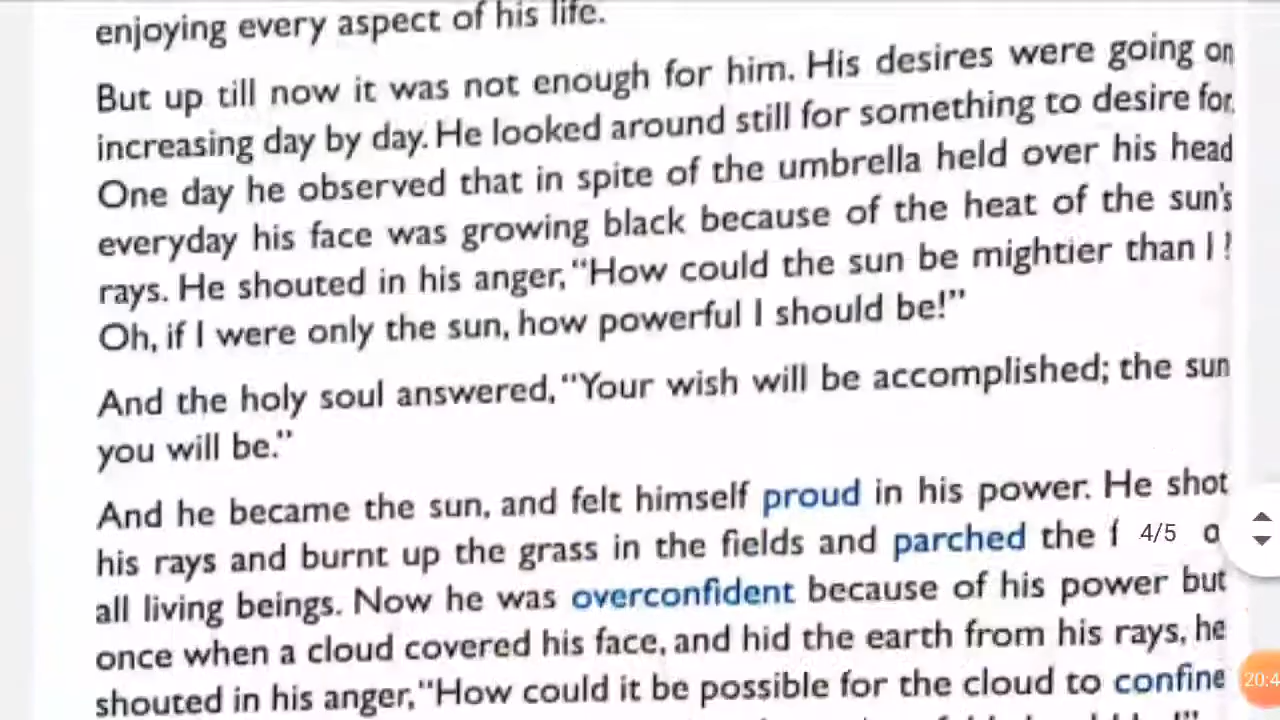 enjoying every aspect of his life.
But up till now it was not enough for him. His desires were going on
increasing day by day. He looked around still for something to desire for.
One day he observed that in spite of the umbrella held over his head
everyday his face was growing black because of the heat of the sun's
rays. He shouted in his anger, “How could the sun be mightier than I ?
Oh, if I were only the sun, how powerful I should be!”
And the holy soul answered, “Your wish will be accomplished; the sun
you will be.”
And he became the sun, and felt himself proud in his power. He shot
his rays and burnt up the grass in the fields and parched the
4/5
all living beings. Now he was overconfident because of his power but
once when a cloud covered his face, and hid the earth from his rays, he
shouted in his anger, “How could it be possible for the cloud to confine
20:4